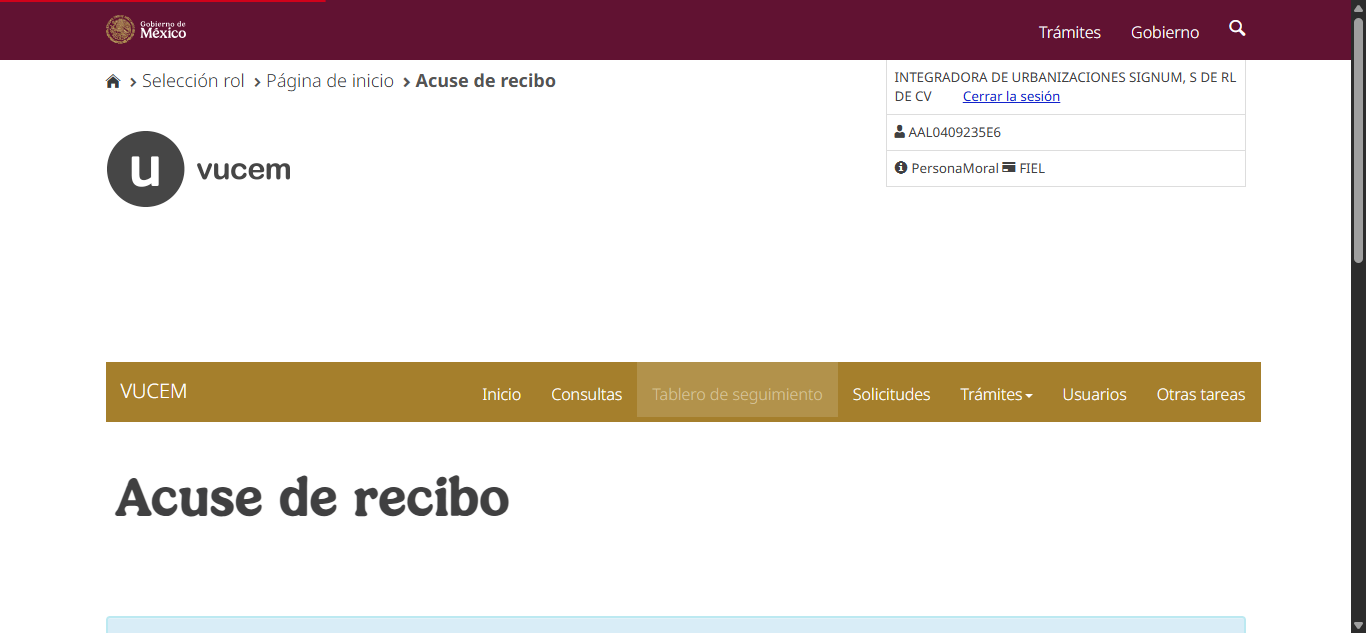 Gobierno de
México
Trámites Gobierno
Selección rol Página de inicio Acuse de recibo
INTEGRADORA DE URBANIZACIONES SIGNUM, S DE RL
DE CV Cerrar la sesión
AAL0409235E6
PersonaMoral FIEL
u vucem
VUCEM Inicio Consultas Tablero de seguimiento Solicitudes Trámites Usuarios Otras tareas
Acuse de recibo